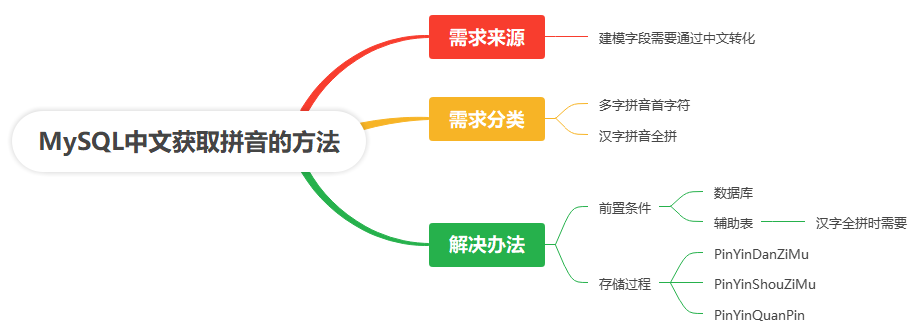 MySQL中文获取拼音的方法
需求来源
建模字段需要通过中文转化
需求分类
多字拼音首字符
汉字拼音全拼
解决办法
前置条件
数据库
辅助表
汉字全拼时需要
存储过程
PinYinDanZiMu
PinYinShouZiMu
PinYinQuanPin